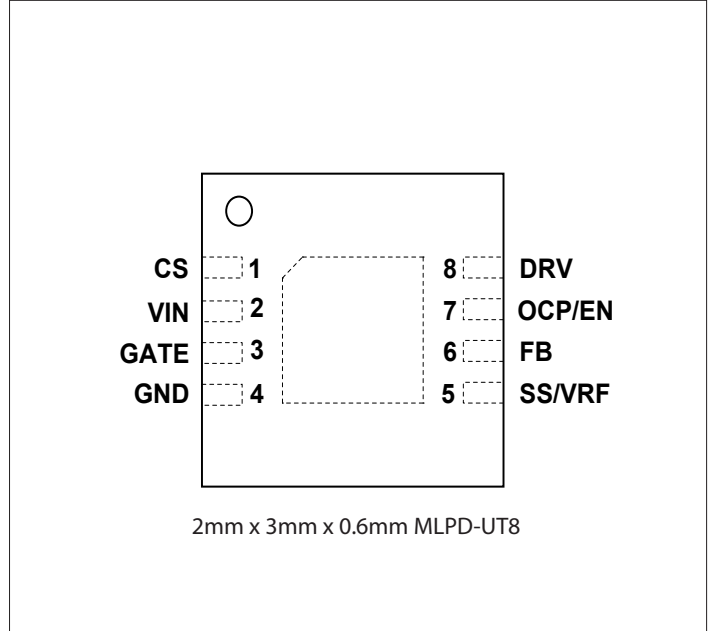 CS 1 8 DRV
VIN 2 7 OCP/EN
GATE 3 6 FB
GND 4 5 SS/VRF
2mm x 3mm x 0.6mm MLPD-UT8